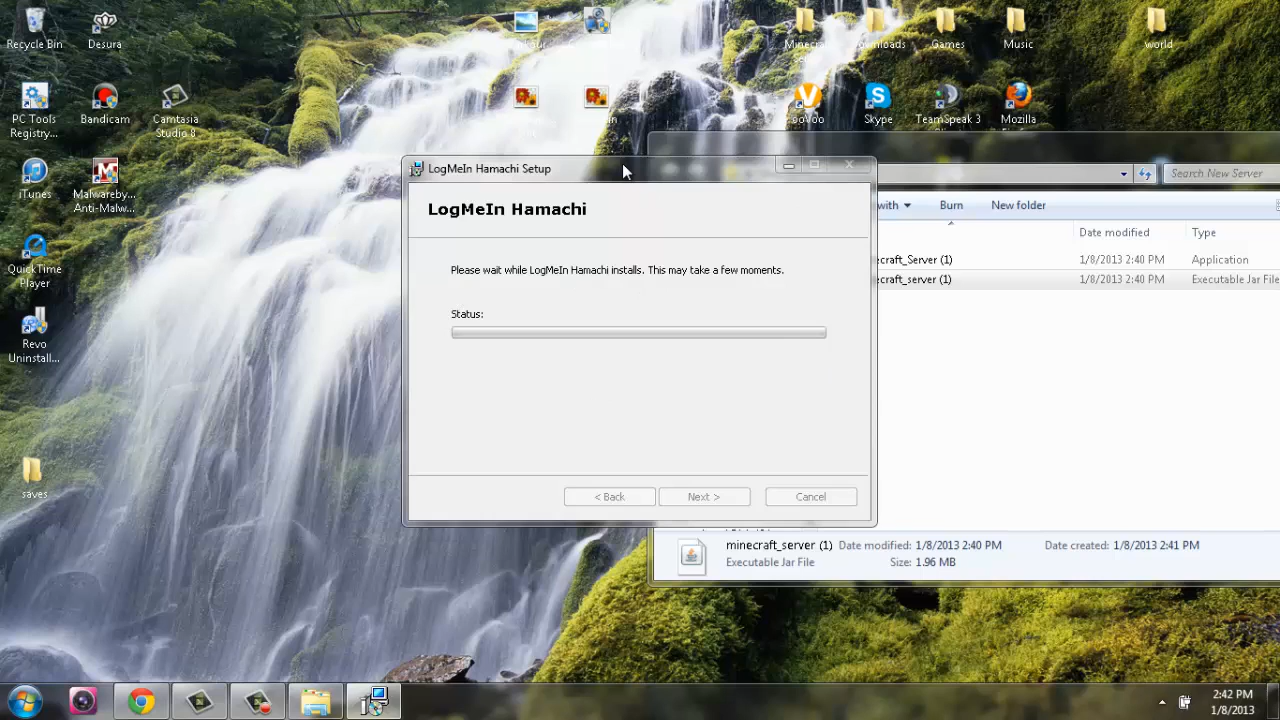 Recycle Bin
Desura
Games
Music
world
PC Tools
Registry...
Bandicam
Camtasia
Studio 8
ooVoo
Skype
TeamSpeak 3
Mozilla
iTunes
Malwareby...
Anti-Malw...
QuickTime
Player
Revo
Uninstall...
saves
LogMeIn Hamachi Setup
LogMeIn Hamachi
Please wait while LogMeIn Hamachi installs. This may take a few moments.
Status:
< Back
Next >
Cancel
Search New Server
with
Burn
New folder
Date modified
Type
craft_Server (1)
1/8/2013 2:40 PM
Application
craft_server (1)
1/8/2013 2:40 PM
Executable Jar File
minecraft_server (1)
Date modified: 1/8/2013 2:40 PM
Date created: 1/8/2013 2:41 PM
Executable Jar File
Size: 1.96 MB
2:42 PM
1/8/2013